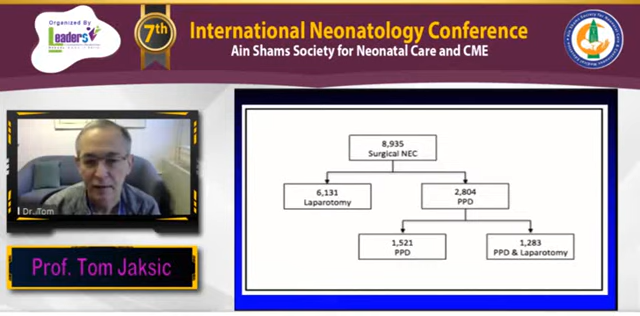 Organized By
Leaders
7th
International Neonatology Conference
Ain Shams Society for Neonatal Care and CME
8,935
Surgical NEC
6,131
Laparotomy
2,804
PPD
1,521
PPD
1,283
PPD & Laparotomy
Dr. Tom
Prof. Tom Jaksic